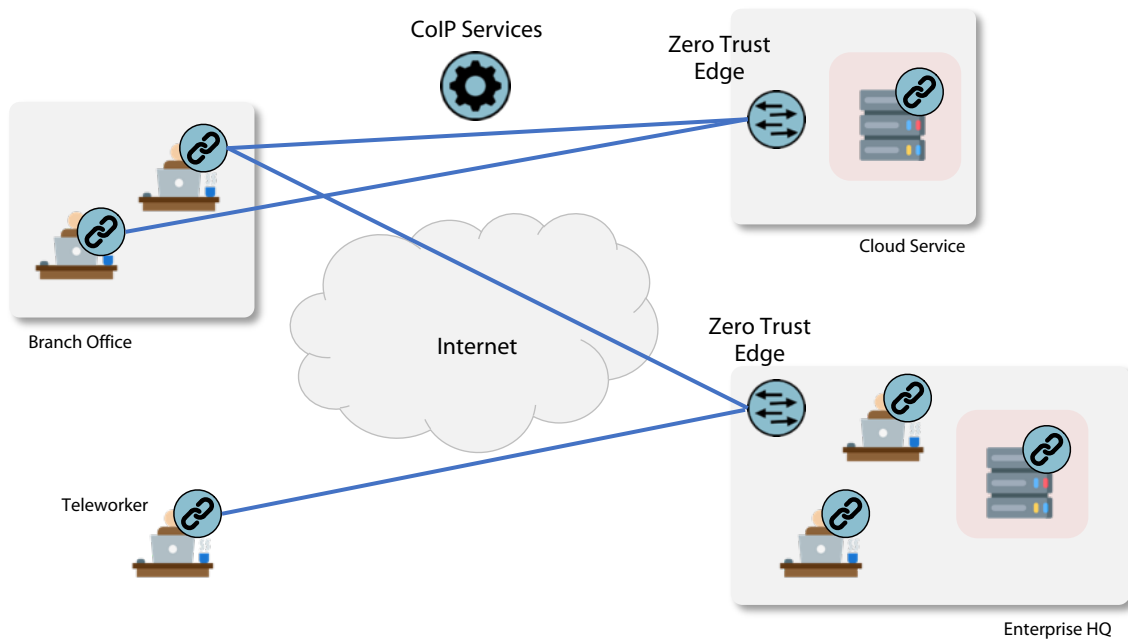 CoIP Services
Zero Trust
Edge
Cloud Service
Branch Office
Internet
Zero Trust
Edge
Teleworker
Enterprise HQ